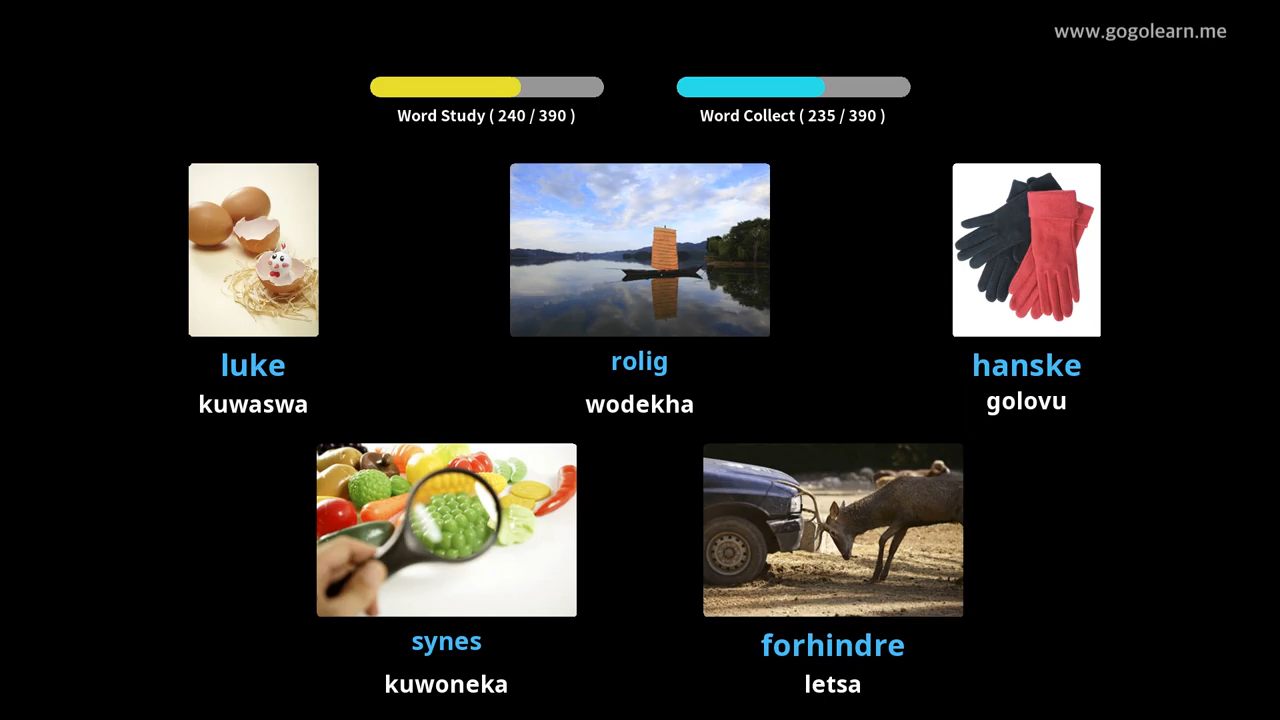 www.gogolearn.me
Word Study ( 240 / 390 )
Word Collect ( 235 / 390 )
luke
kuwaswa
rolig
wodekha
hanske
golovu
synes
kuwoneka
forhindre
letsa